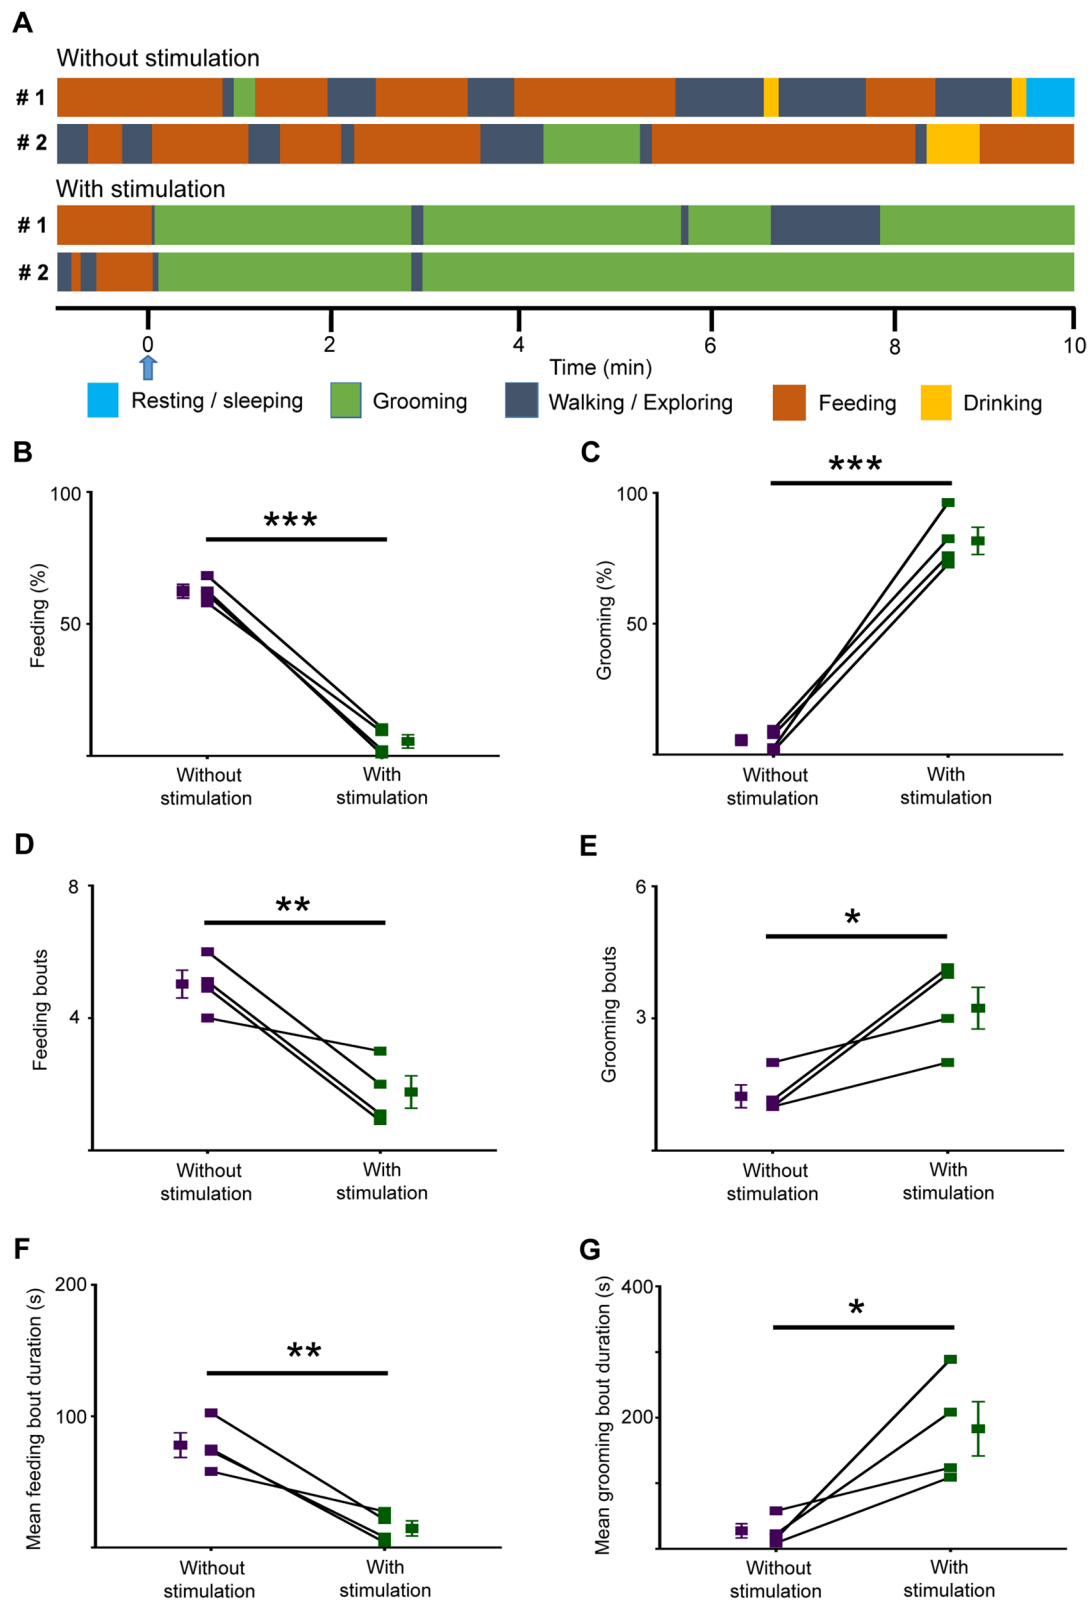 A
Without stimulation
# 1
# 2
With stimulation
# 1
# 2
0 2 4 6 8 10
Time (min)
Resting / sleeping Grooming Walking / Exploring Feeding Drinking
B
***
100
50
Feeding (%)
Without stimulation
With stimulation
C
***
100
50
Grooming (%)
Without stimulation
With stimulation
D
**
8
4
Feeding bouts
Without stimulation
With stimulation
E
*
6
3
Grooming bouts
Without stimulation
With stimulation
F
**
200
100
Mean feeding bout duration (s)
Without stimulation
With stimulation
G
*
400
200
Mean grooming bout duration (s)
Without stimulation
With stimulation